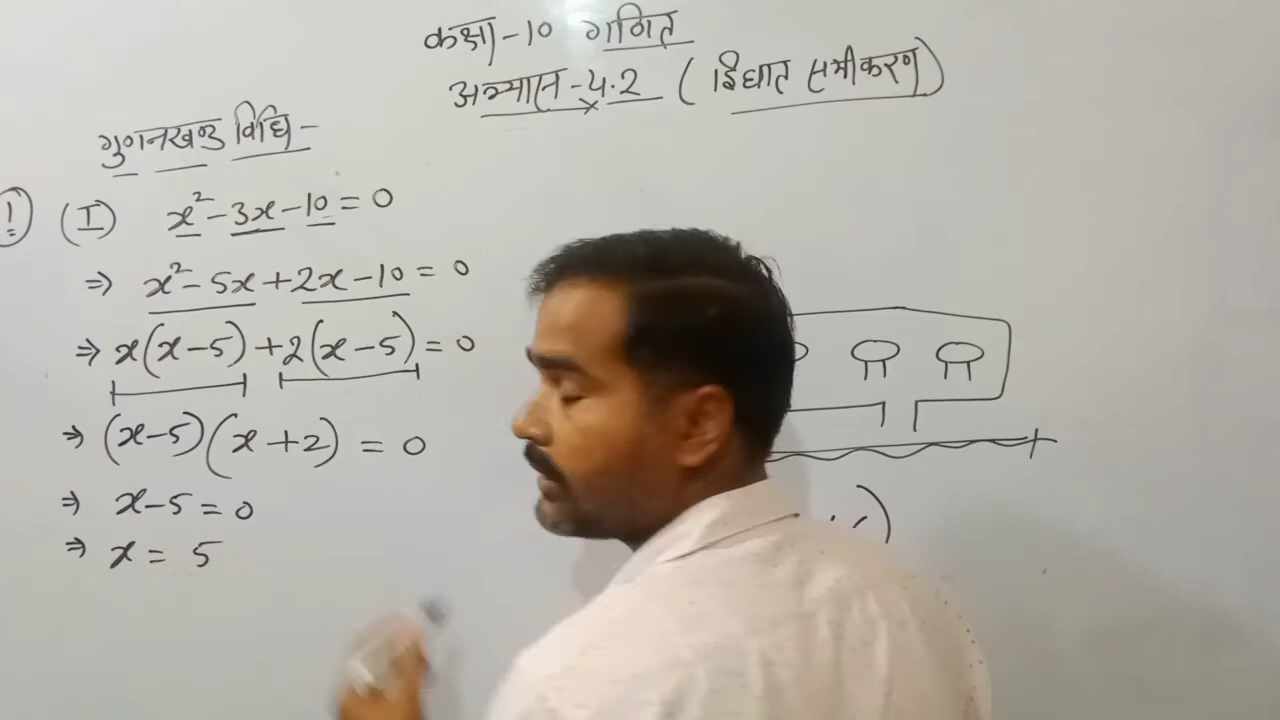 कक्षा-10 गणित
अभ्यास-4.2 (द्विघात समीकरण)
गुणनखण्ड विधि-
1 (I) x²-3x-10=0
⇒ x²-5x+2x-10=0
⇒ x(x-5)+2(x-5)=0
⇒ (x-5)(x+2)=0
⇒ x-5=0
⇒ x=5